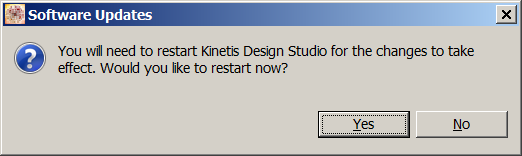 Software Updates
You will need to restart Kinetis Design Studio for the changes to take
effect. Would you like to restart now?
Yes
No